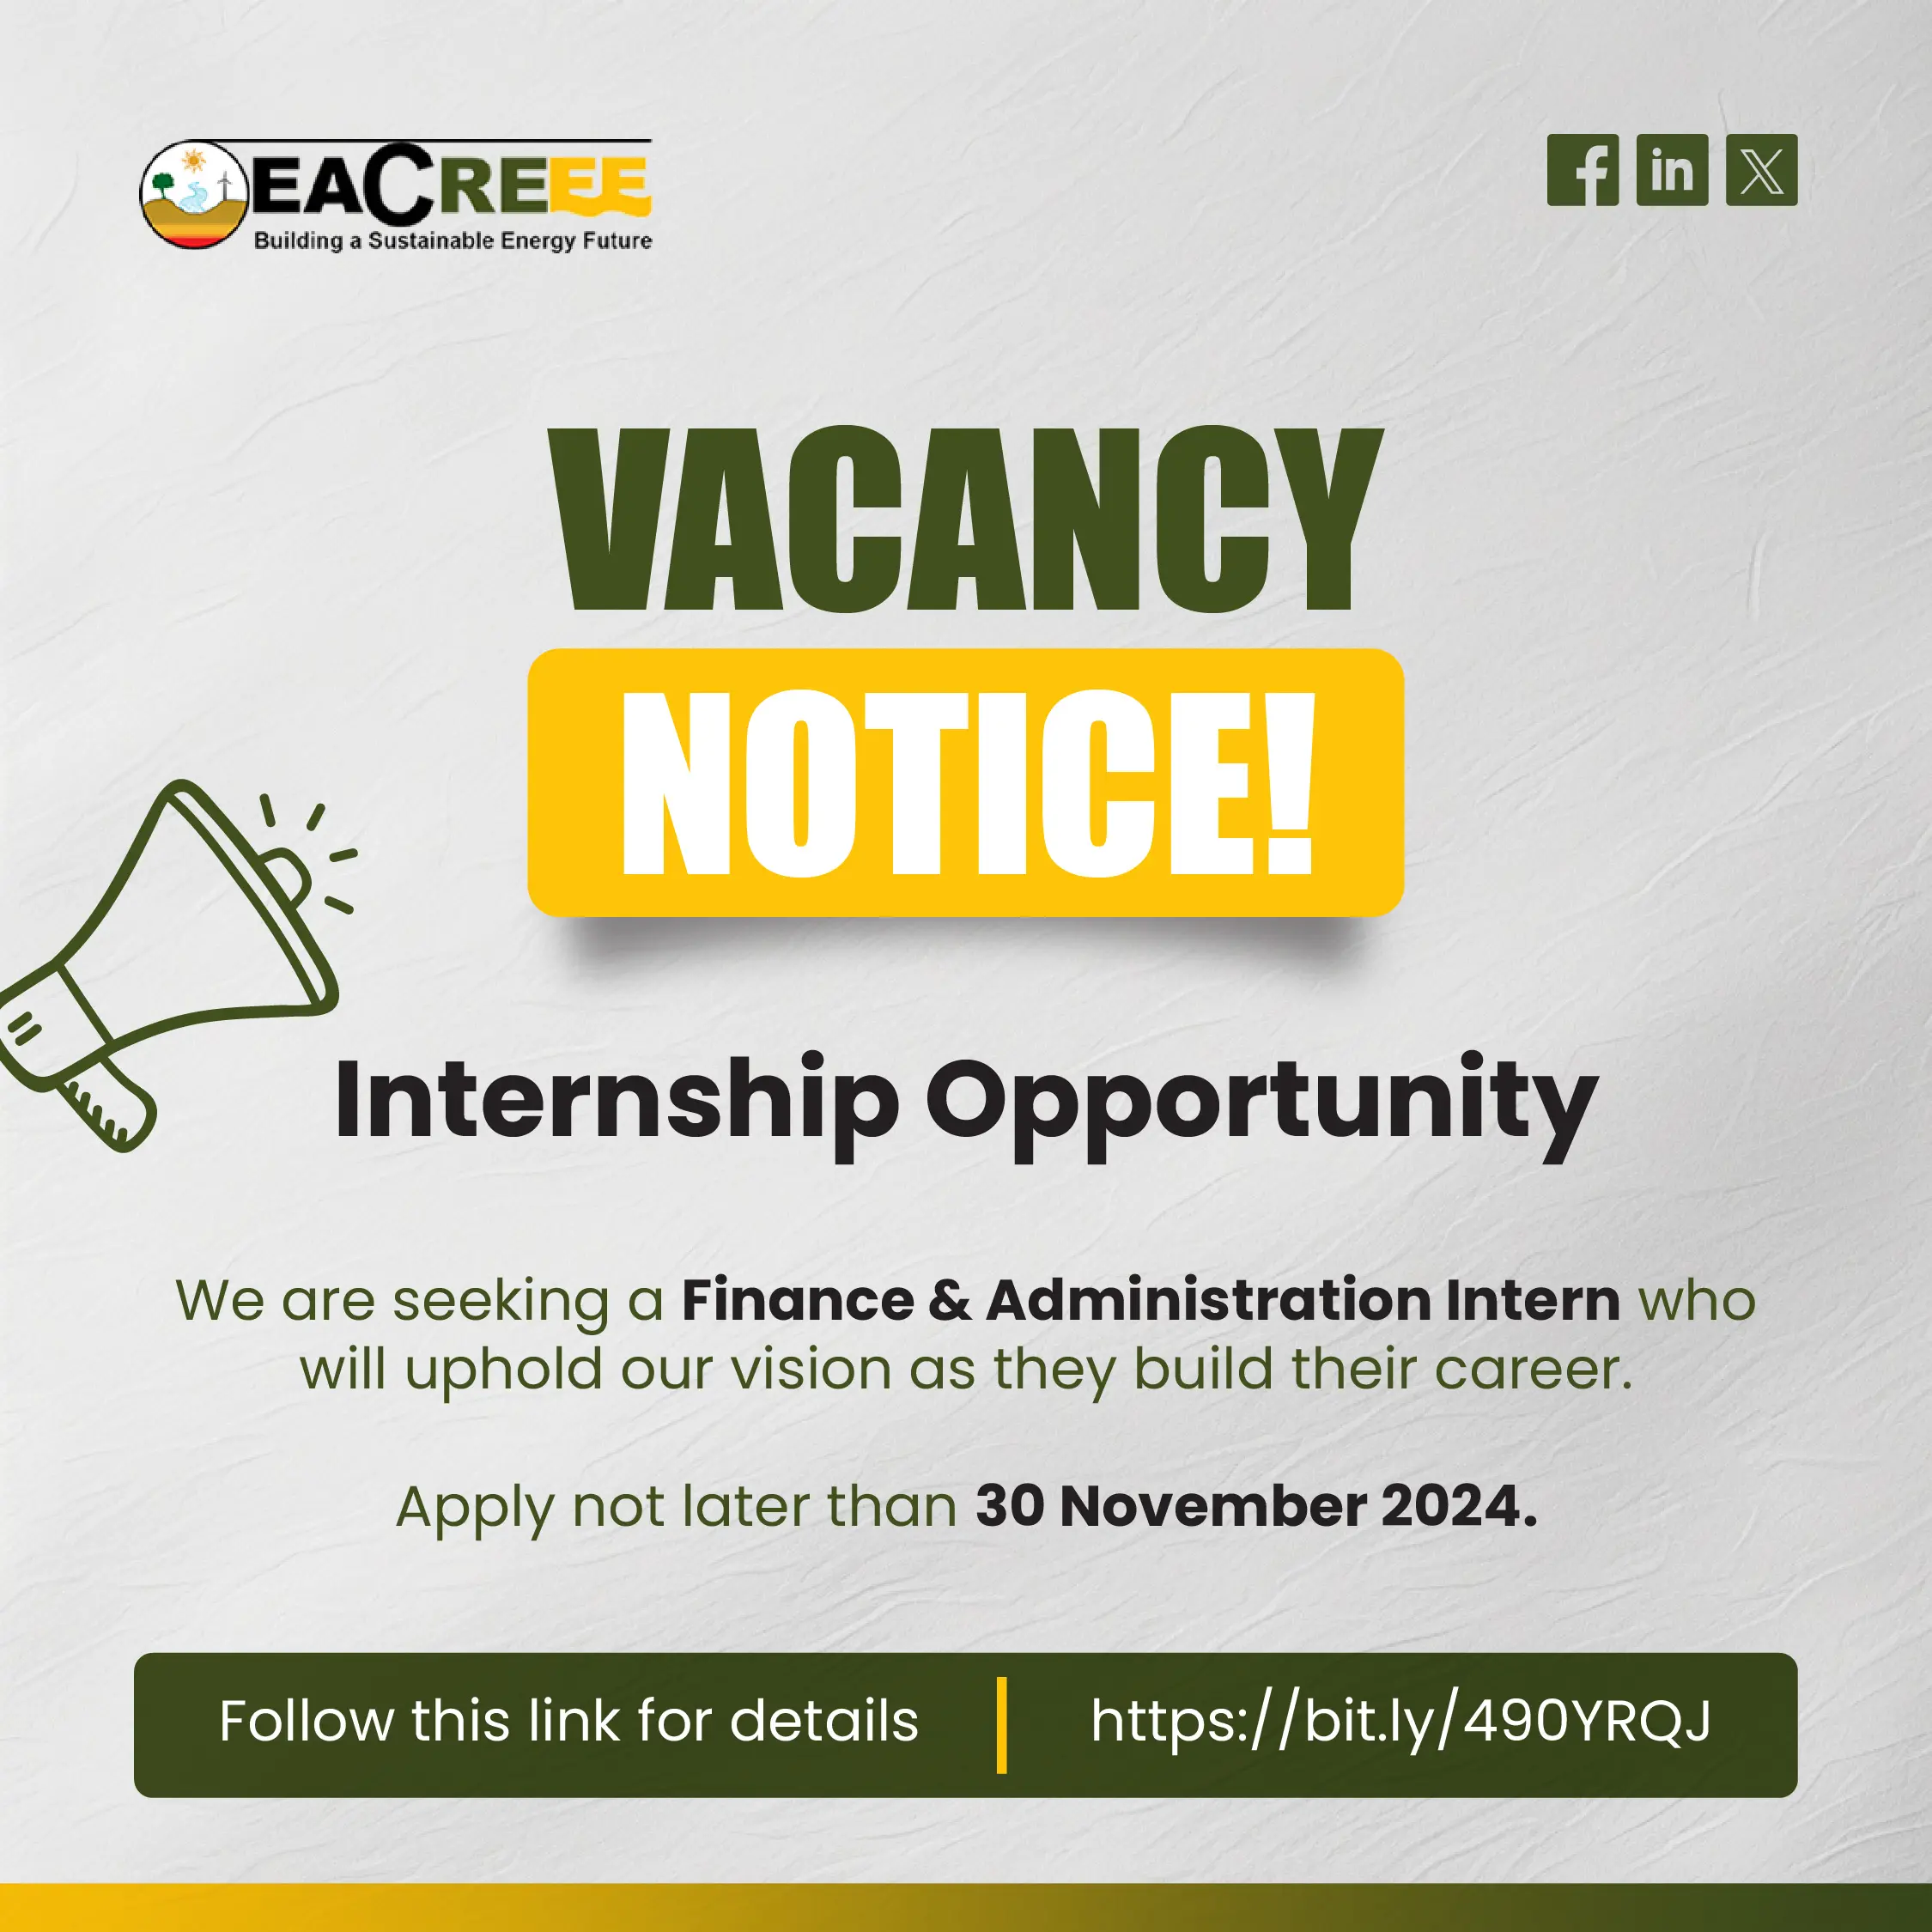 EACREEE
Building a Sustainable Energy Future
VACANCY
NOTICE!
Internship Opportunity
We are seeking a Finance & Administration Intern who
will uphold our vision as they build their career.
Apply not later than 30 November 2024.
Follow this link for details
https://bit.ly/490YRQJ